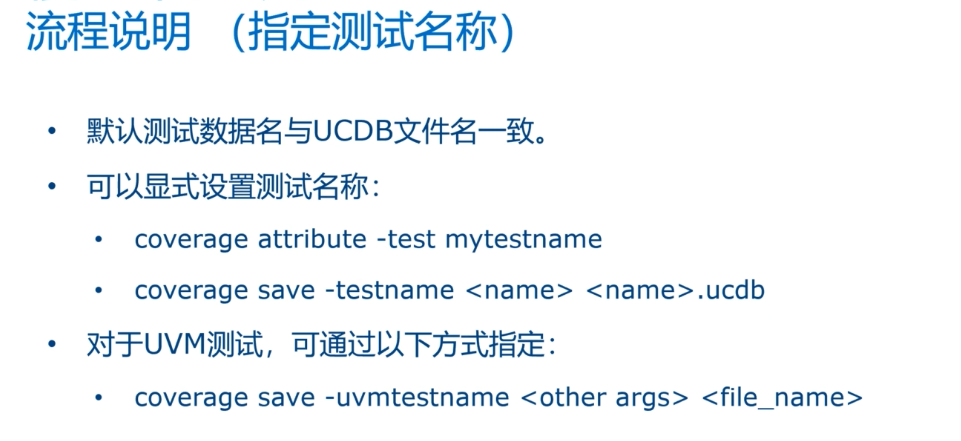 流程说明 （指定测试名称）
• 默认测试数据名与UCDB文件名一致。
• 可以显式设置测试名称：
• coverage attribute -test mytestname
• coverage save -testname <name> <name>.ucdb
• 对于UVM测试，可通过以下方式指定：
• coverage save -uvmtestname <other args> <file_name>